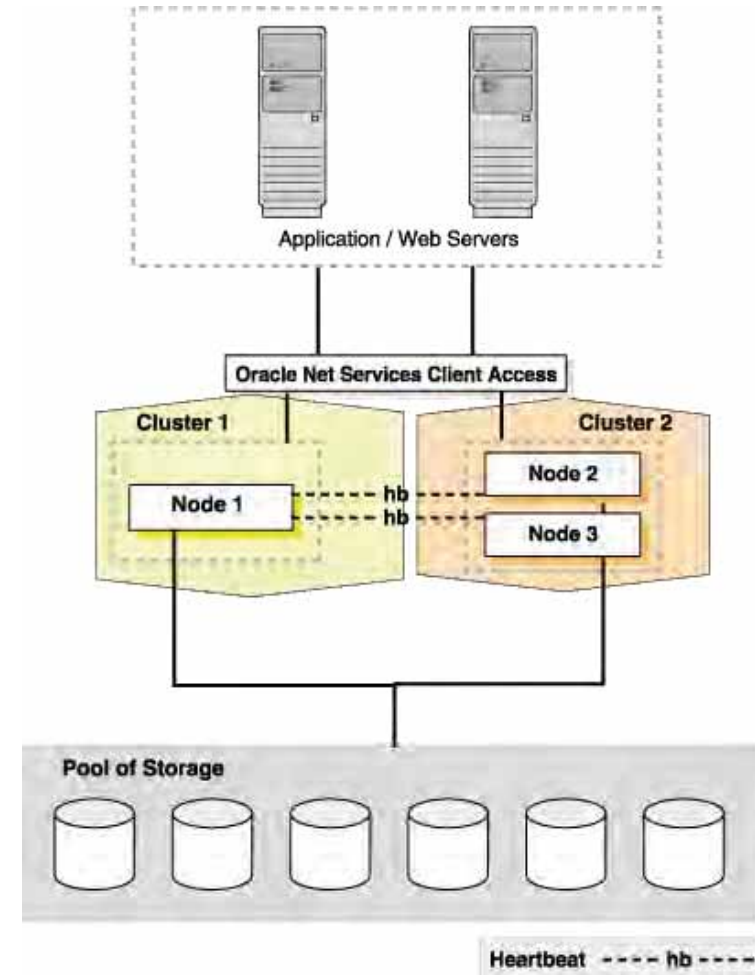 Application / Web Servers
Oracle Net Services Client Access
Cluster 1
Cluster 2
Node 1
hb
hb
Node 2
Node 3
Pool of Storage
Heartbeat ---- hb ----